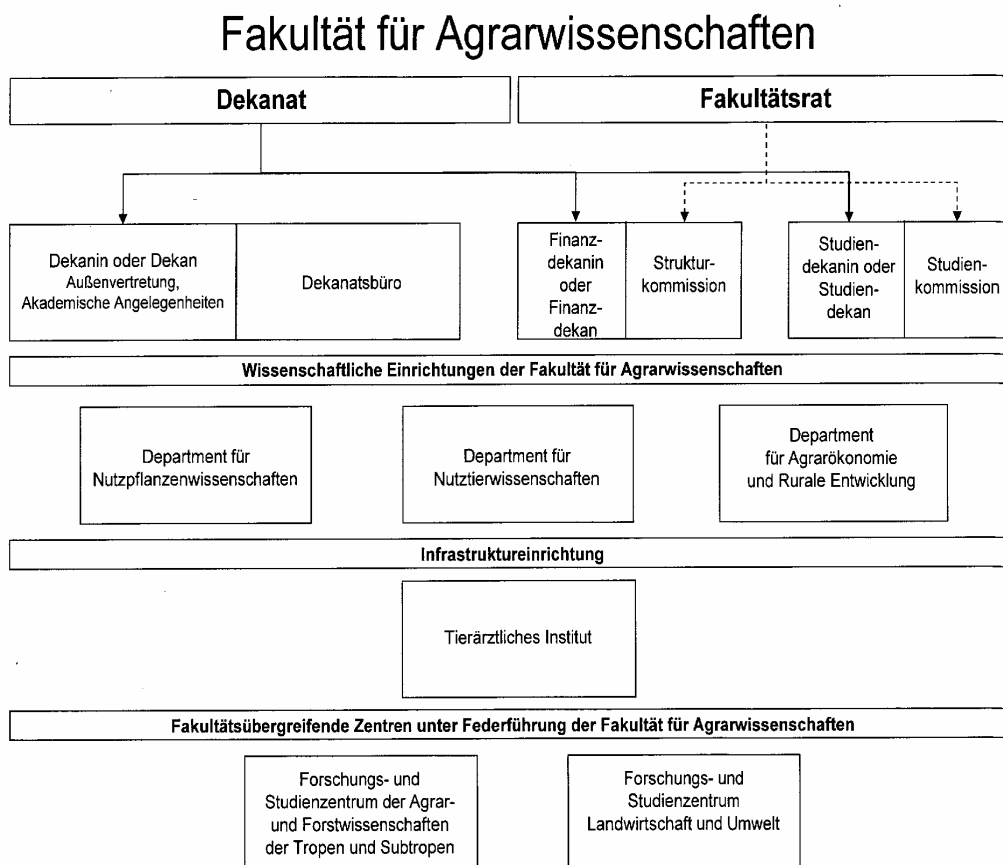 Fakultät für Agrarwissenschaften
Dekanat
Fakultätsrat
Dekanin oder Dekan
Außenvertretung,
Akademische Angelegenheiten
Dekanatsbüro
Finanz-
dekanin
oder
Finanz-
dekan
Struktur-
kommission
Studien-
dekanin oder
Studien-
dekan
Studien-
kommission
Wissenschaftliche Einrichtungen der Fakultät für Agrarwissenschaften
Department für
Nutzpflanzenwissenschaften
Department für
Nutztierwissenschaften
Department
für Agrarökonomie
und Rurale Entwicklung
Infrastruktureinrichtung
Tierärztliches Institut
Fakultätsübergreifende Zentren unter Federführung der Fakultät für Agrarwissenschaften
Forschungs- und
Studienzentrum der Agrar-
und Forstwissenschaften
der Tropen und Subtropen
Forschungs- und
Studienzentrum
Landwirtschaft und Umwelt